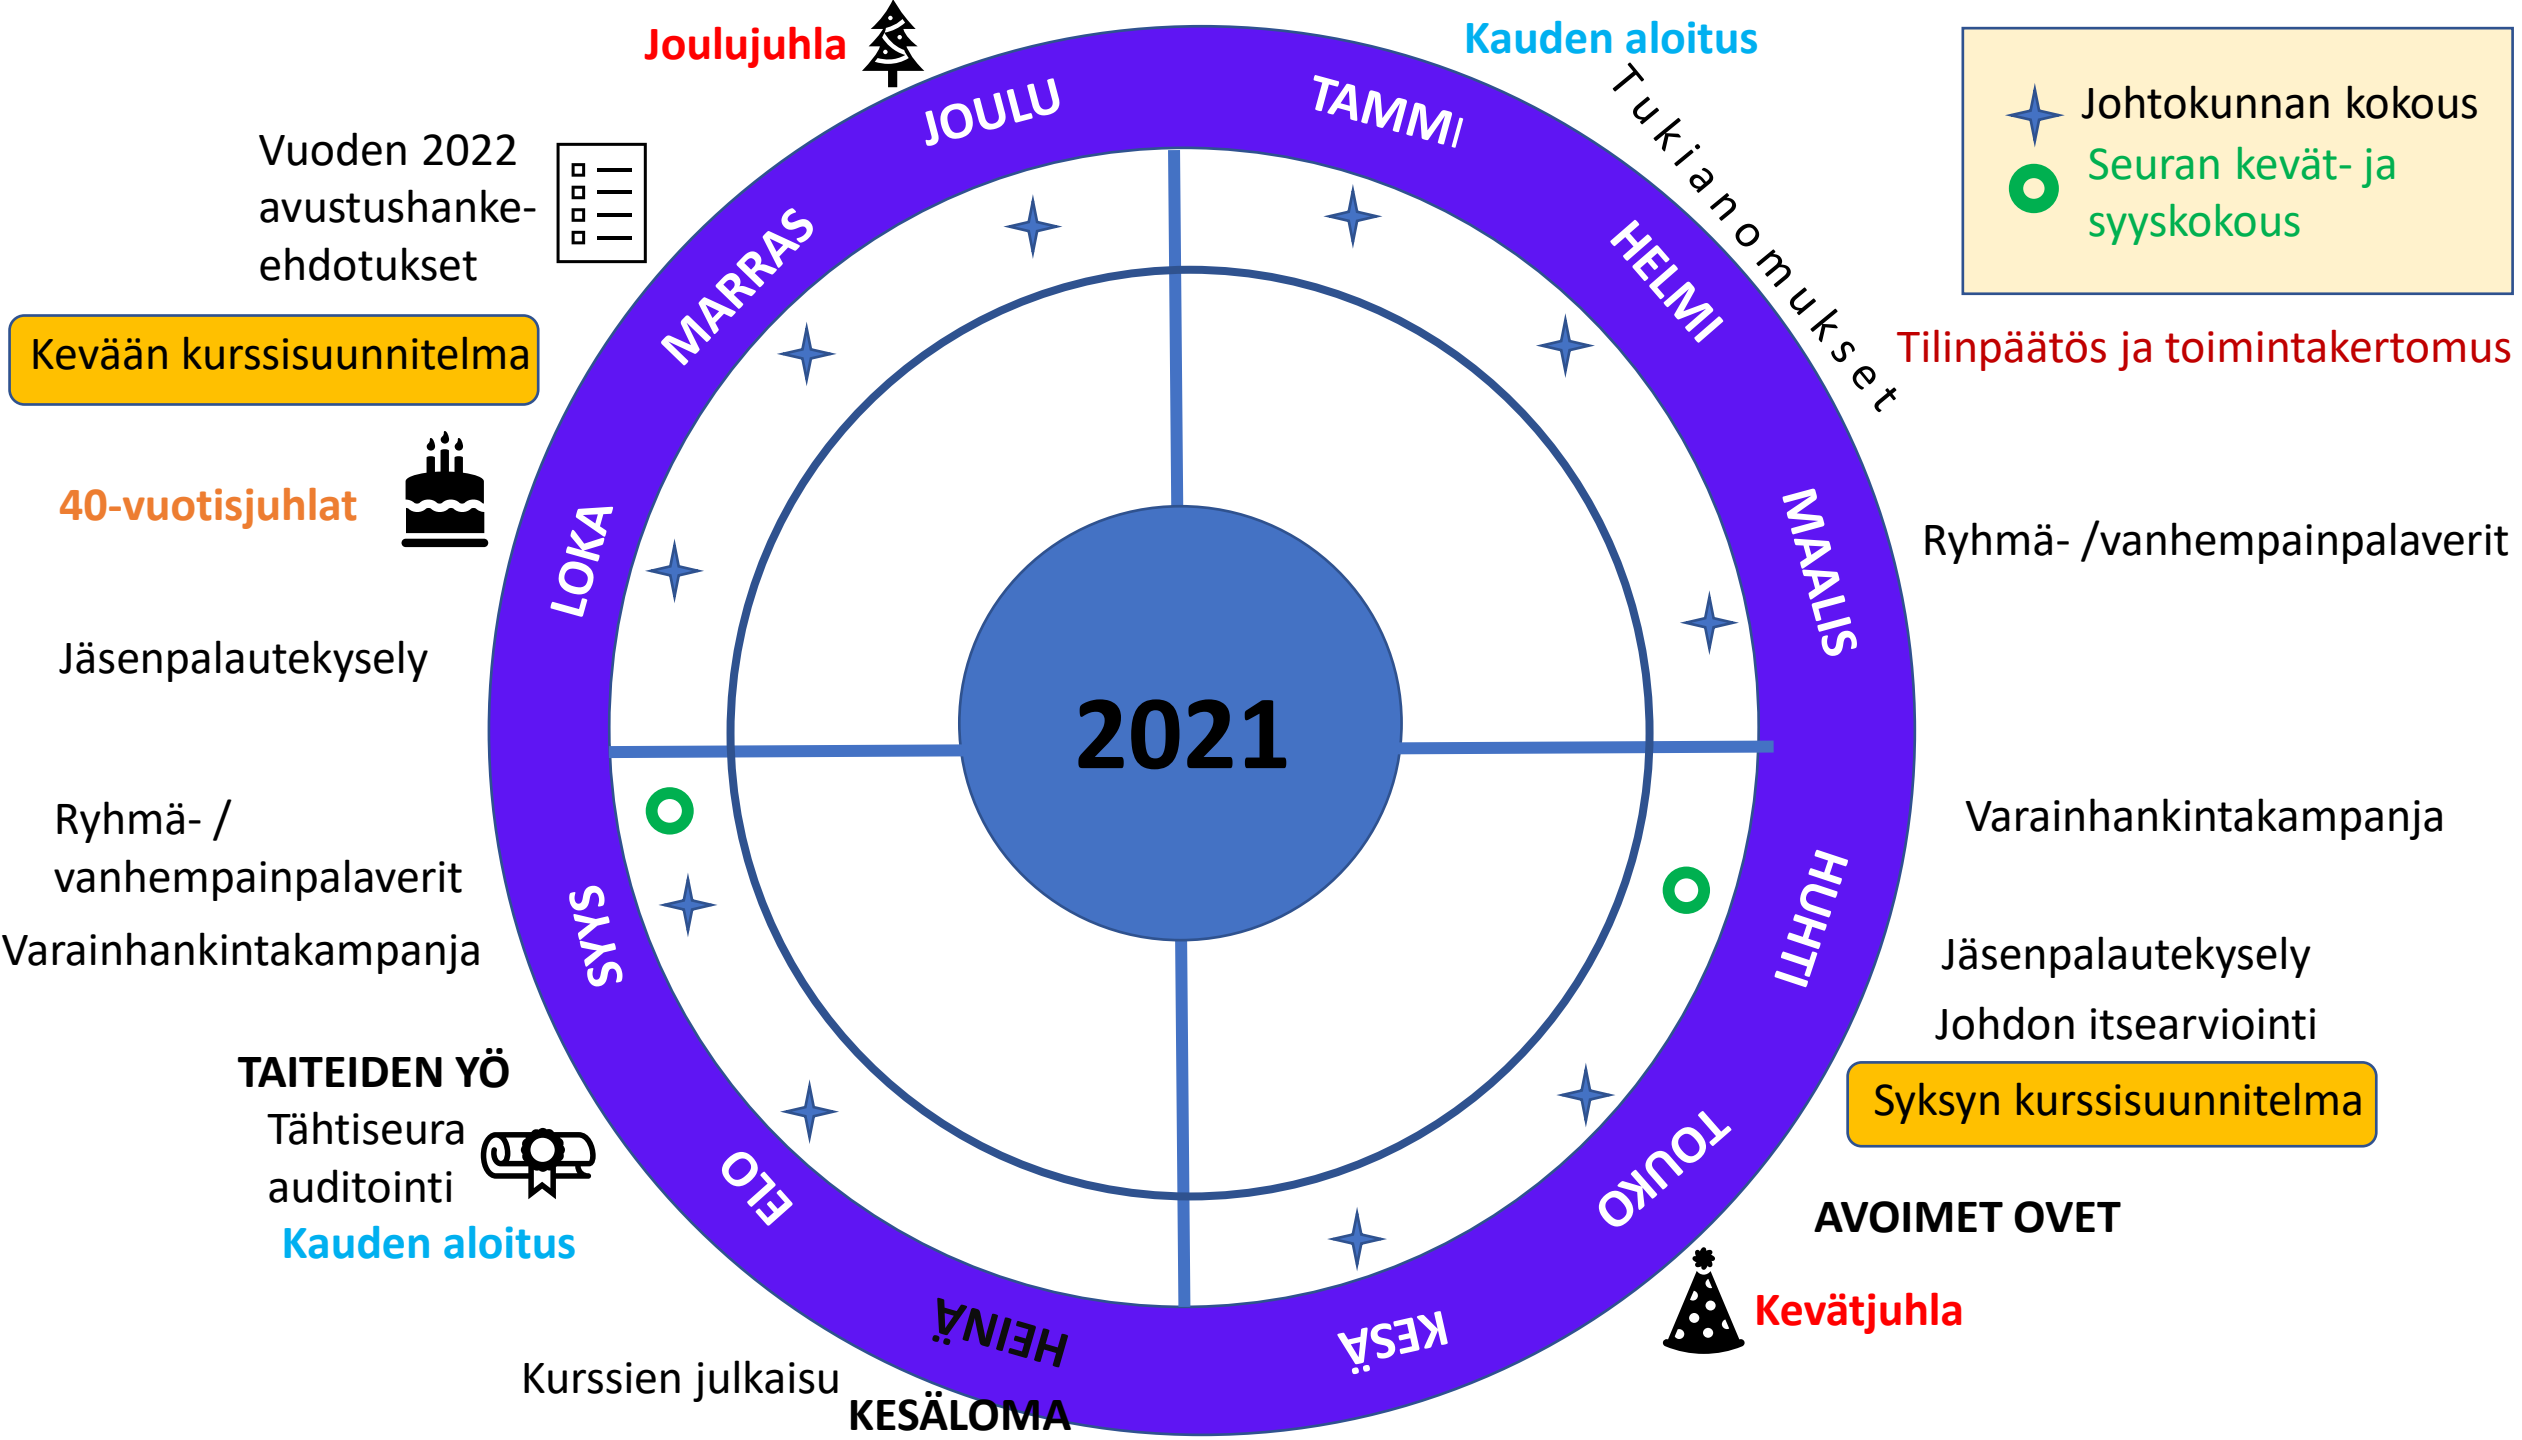 Joulujuhla
Kauden aloitus
Tukianomukset
Johtokunnan kokous
Seuran kevät- ja
syyskokous
Tilinpäätös ja toimintakertomus
Ryhmä- /vanhempainpalaverit
Varainhankintakampanja
Jäsenpalautekysely
Johdon itsearviointi
Syksyn kurssisuunnitelma
AVOIMET OVET
Kevätjuhla
TAMMI
HELMI
MAALIS
HUHTI
TOUKO
KESÄ
HEINÄ
ELO
SYS
LOKA
MARRAS
JOULU
2021
KESÄLOMA
Kurssien julkaisu
TAITEIDEN YÖ
Tähtiseura
auditointi
Kauden aloitus
Ryhmä- /
vanhempainpalaverit
Varainhankintakampanja
Jäsenpalautekysely
40-vuotisjuhlat
Kevään kurssisuunnitelma
Vuoden 2022
avustushanke-
ehdotukset